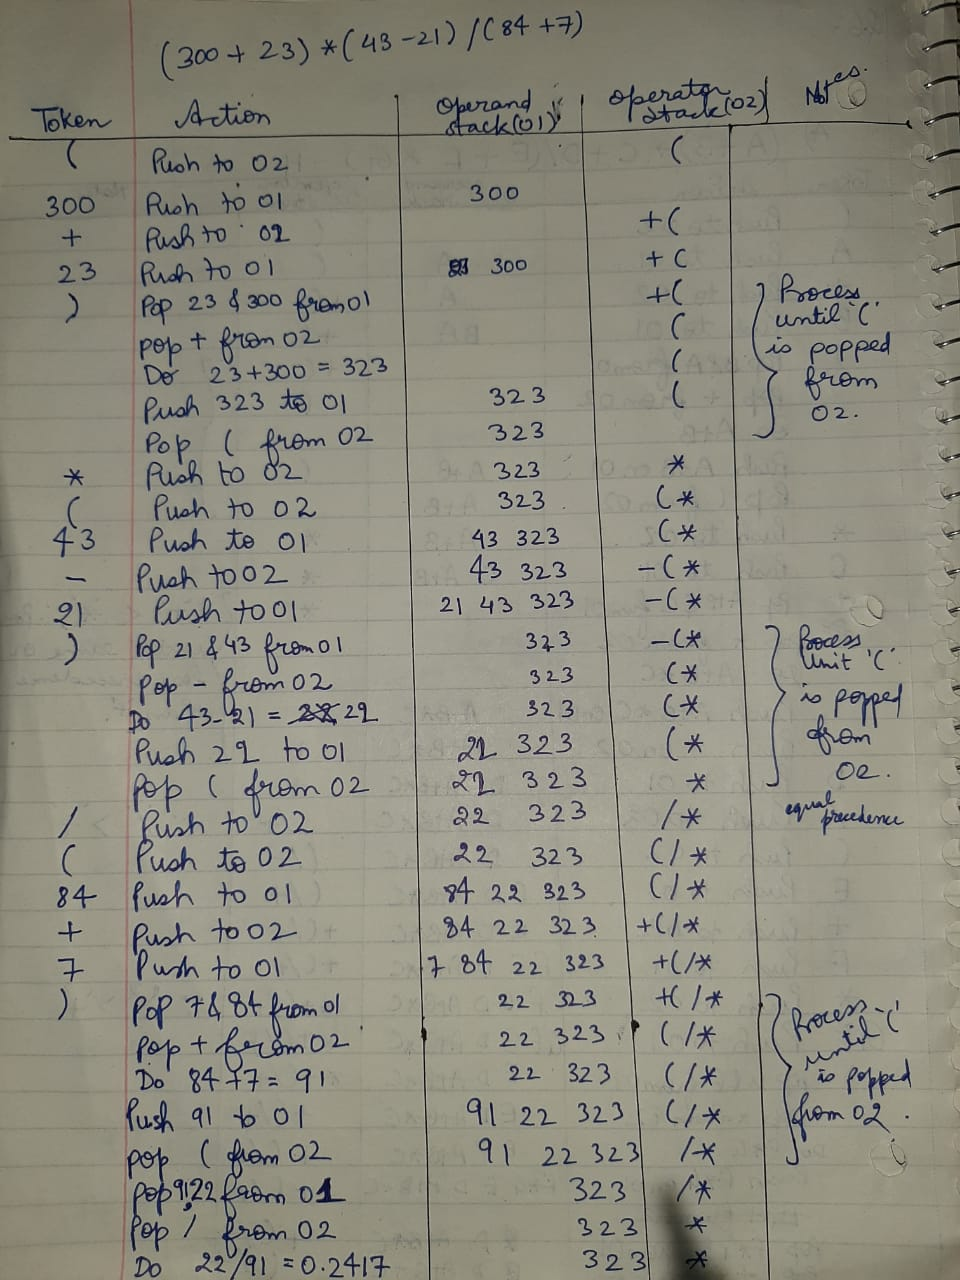 (300 + 23) * (43 - 21) / (84 + 7)
Token Action Operand stack(01) Operator stack(02) Notes.
( Push to 02 (
300 Push to 01 300
+ Push to 02 +(
23 Push to 01 300 +(
) Pop 23 & 300 from 01 +( Process
pop + from 02 ( until '('
Do 23+300 = 323 ( is popped
Push 323 to 01 323 ( from
Pop ( from 02 323 02.
* Push to 02 323 *
( Push to 02 323 (*
43 Push to 01 43 323 (*
- Push to 02 43 323 -(*
21 Push to 01 21 43 323 -(*
) Pop 21 & 43 from 01 323 -(* Process
Pop - from 02 323 (* Unit '('
Do 43-21 = 22 323 (* is popped
Push 22 to 01 22 323 (* from
Pop ( from 02 22 323 * 02.
/ Push to 02 22 323 /* equal precedence
( Push to 02 22 323 (/*
84 Push to 01 84 22 323 (/*
+ Push to 02 84 22 323 +(/*
7 Push to 01 7 84 22 323 +(/*
) Pop 7 & 84 from 01 22 323 +(/* Process
Pop + from 02 22 323 (/* until '('
Do 84+7 = 91 22 323 (/* is popped
Push 91 to 01 91 22 323 (/* from 02.
pop ( from 02 91 22 323 /*
pop 91,22 from 01 323 /*
Pop / from 02 323 *
Do 22/91 = 0.2417 323 *